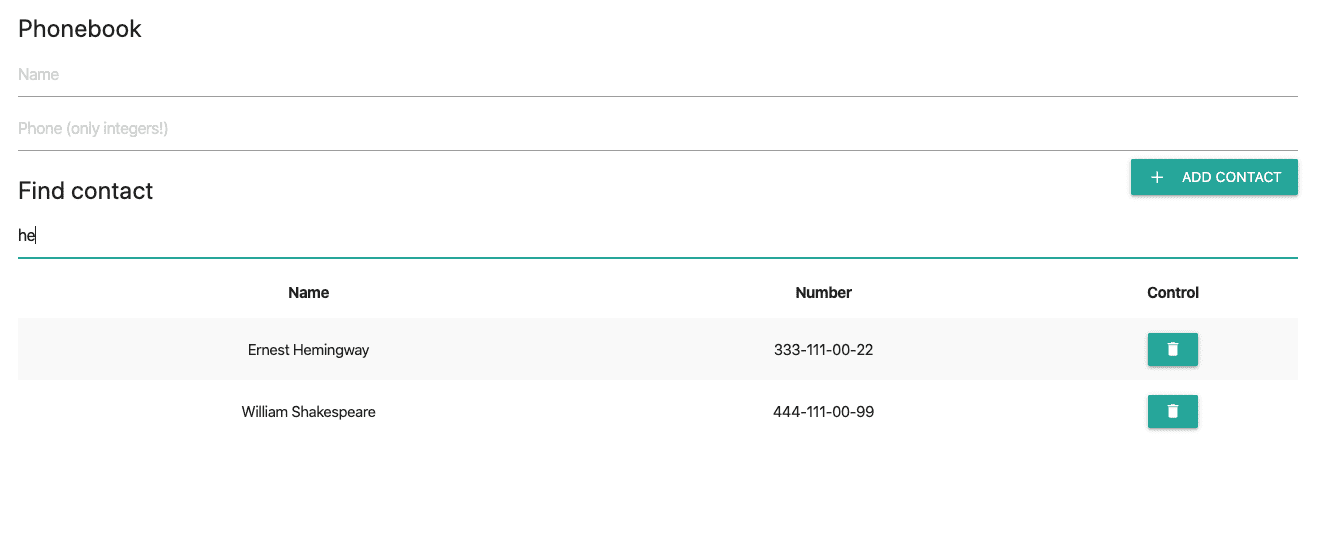 Phonebook
Name
Phone (only integers!)
ADD CONTACT
Find contact
he
Name Number Control
Ernest Hemingway 333-111-00-22
William Shakespeare 444-111-00-99